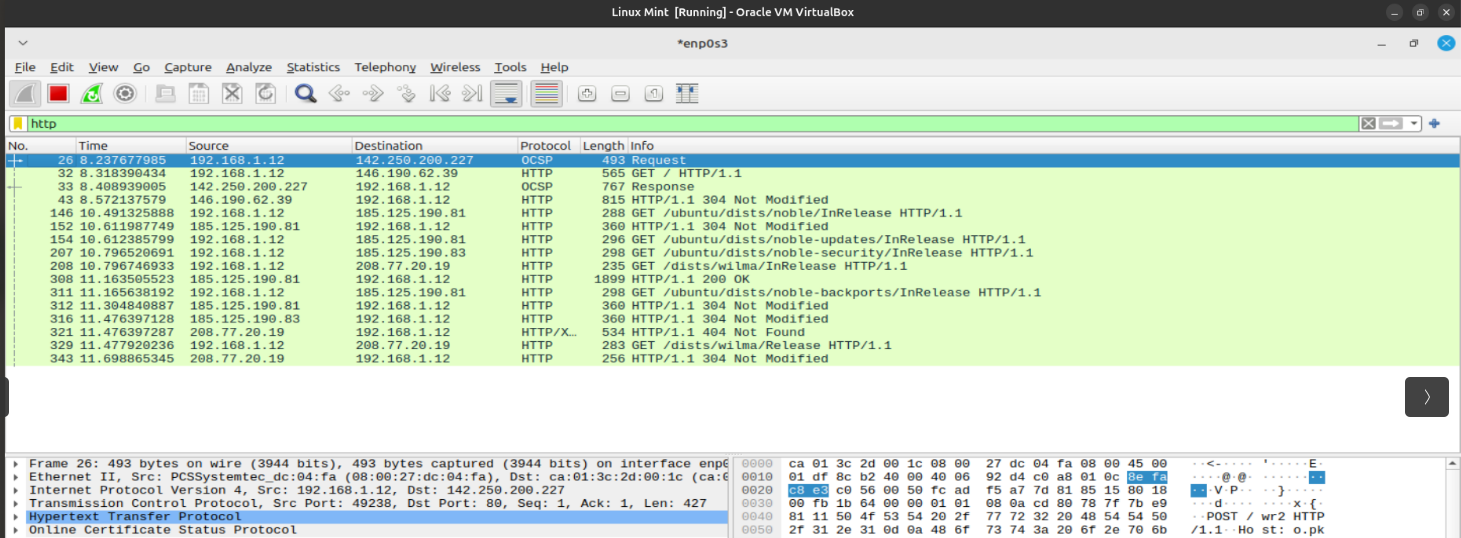 Linux Mint [Running] - Oracle VM VirtualBox
*enp0s3
File Edit View Go Capture Analyze Statistics Telephony Wireless Tools Help
http
No. Time Source Destination Protocol Length Info
26 8.237677985 192.168.1.12 142.250.200.227 OCSP 493 Request
32 8.318390434 192.168.1.12 146.190.62.39 HTTP 565 GET / HTTP/1.1
33 8.408939005 142.250.200.227 192.168.1.12 OCSP 767 Response
43 8.572137579 146.190.62.39 192.168.1.12 HTTP 815 HTTP/1.1 304 Not Modified
146 10.491325888 192.168.1.12 185.125.190.81 HTTP 288 GET /ubuntu/dists/noble/InRelease HTTP/1.1
152 10.611987749 185.125.190.81 192.168.1.12 HTTP 360 HTTP/1.1 304 Not Modified
154 10.612385799 192.168.1.12 185.125.190.81 HTTP 296 GET /ubuntu/dists/noble-updates/InRelease HTTP/1.1
207 10.796520691 192.168.1.12 185.125.190.83 HTTP 298 GET /ubuntu/dists/noble-security/InRelease HTTP/1.1
208 10.796746933 192.168.1.12 208.77.20.19 HTTP 235 GET /dists/wilma/InRelease HTTP/1.1
308 11.163505523 185.125.190.81 192.168.1.12 HTTP 1899 HTTP/1.1 200 OK
311 11.165638192 192.168.1.12 185.125.190.81 HTTP 298 GET /ubuntu/dists/noble-backports/InRelease HTTP/1.1
312 11.304840887 185.125.190.81 192.168.1.12 HTTP 360 HTTP/1.1 304 Not Modified
316 11.476397128 185.125.190.83 192.168.1.12 HTTP 360 HTTP/1.1 304 Not Modified
321 11.476397287 208.77.20.19 192.168.1.12 HTTP/X… 534 HTTP/1.1 404 Not Found
329 11.477920236 192.168.1.12 208.77.20.19 HTTP 283 GET /dists/wilma/Release HTTP/1.1
343 11.698865345 208.77.20.19 192.168.1.12 HTTP 256 HTTP/1.1 304 Not Modified
Frame 26: 493 bytes on wire (3944 bits), 493 bytes captured (3944 bits) on interface enp0
Ethernet II, Src: PCSSystemtec_dc:04:fa (08:00:27:dc:04:fa), Dst: ca:01:3c:2d:00:1c (ca:0
Internet Protocol Version 4, Src: 192.168.1.12, Dst: 142.250.200.227
Transmission Control Protocol, Src Port: 49238, Dst Port: 80, Seq: 1, Ack: 1, Len: 427
Hypertext Transfer Protocol
Online Certificate Status Protocol
0000 ca 01 3c 2d 00 1c 08 00 27 dc 04 fa 08 00 45 00 ··<-···· '·····E·
0010 01 df 8c b2 40 00 40 06 92 d4 c0 a8 01 0c 8e fa ····@·@· ········
0020 c8 e3 c0 56 00 50 fc ad f5 a7 7d 81 85 15 80 18 ···V·P·· ··}·····
0030 00 fb 1b 64 00 00 01 01 08 0a cd 80 78 7f 7b e9 ···d···· ····x·{·
0040 81 11 50 4f 53 54 20 2f 77 72 32 20 48 54 54 50 ··POST / wr2 HTTP
0050 2f 31 2e 31 0d 0a 48 6f 73 74 3a 20 6f 2e 70 6b /1.1··Ho st: o.pk